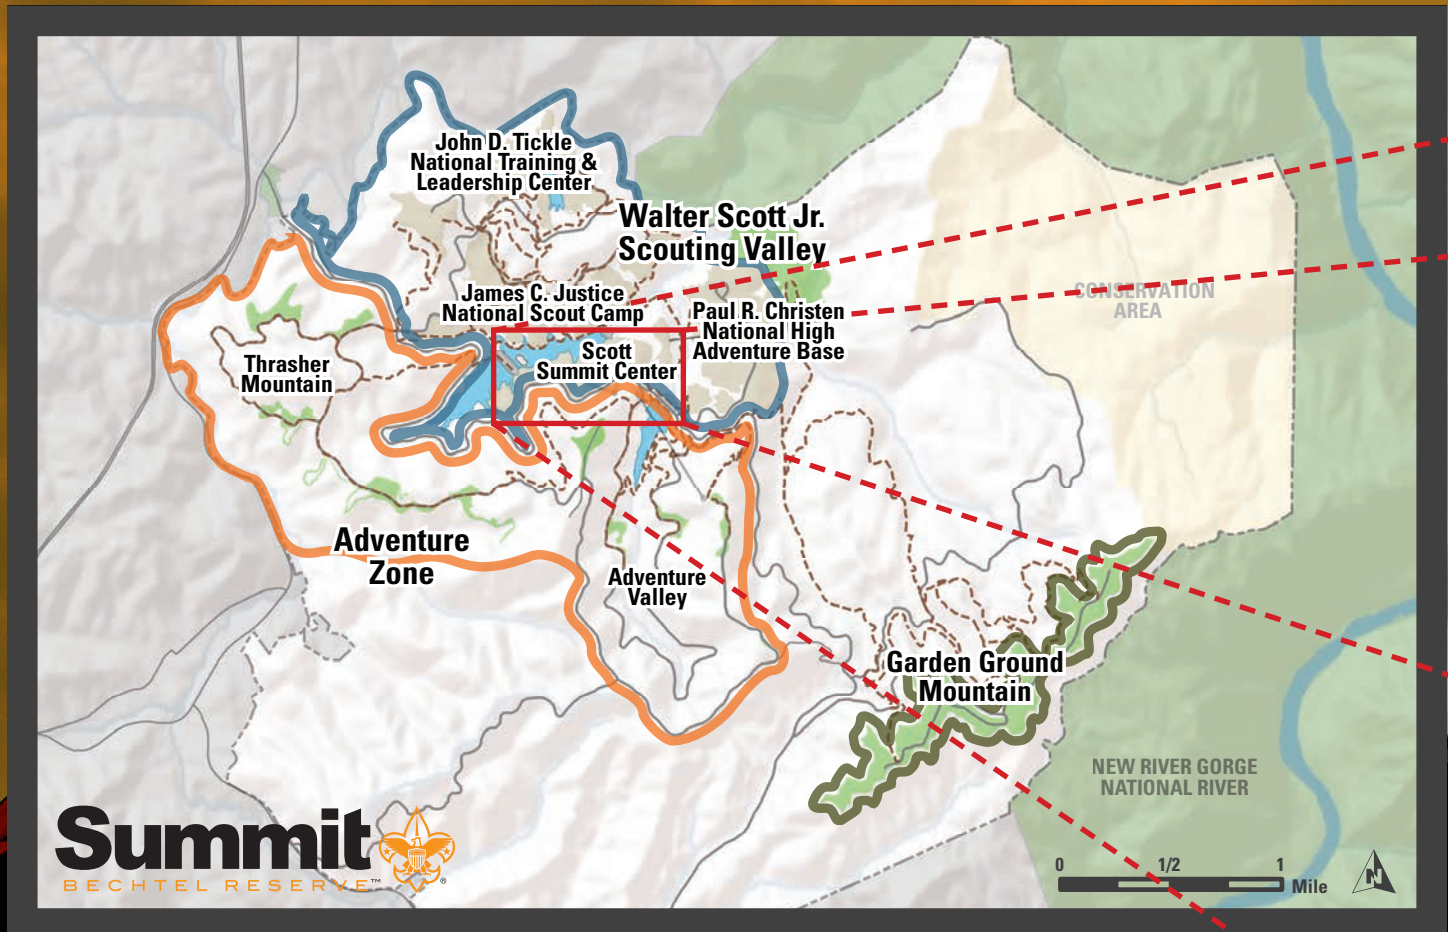 John D. Tickle
National Training &
Leadership Center
Walter Scott Jr.
Scouting Valley
James C. Justice
National Scout Camp
Paul R. Christen
National High
Adventure Base
CONSERVATION
AREA
Scott
Summit Center
Thrasher
Mountain
Adventure
Zone
Adventure
Valley
Garden Ground
Mountain
NEW RIVER GORGE
NATIONAL RIVER
Summit
BECHTEL RESERVE™
®
0 1/2 1
Mile
N